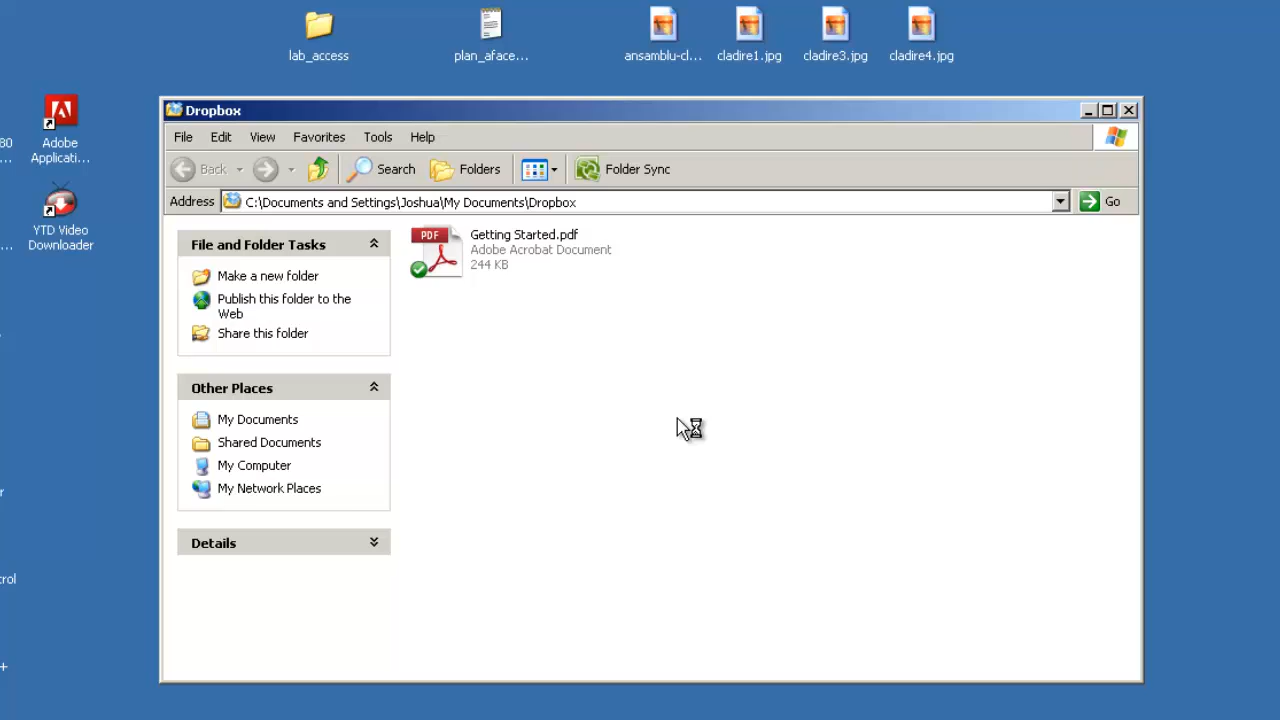 lab_access
plan_aface...
ansamblu-cl...
cladire1.jpg
cladire3.jpg
cladire4.jpg
80
...
Adobe
Applicati...
...
YTD Video
Downloader
r
trol
+
Dropbox
File Edit View Favorites Tools Help
Back Search Folders Folder Sync
Address C:\Documents and Settings\Joshua\My Documents\Dropbox Go
File and Folder Tasks
Make a new folder
Publish this folder to the
Web
Share this folder
Other Places
My Documents
Shared Documents
My Computer
My Network Places
Details
PDF
Getting Started.pdf
Adobe Acrobat Document
244 KB